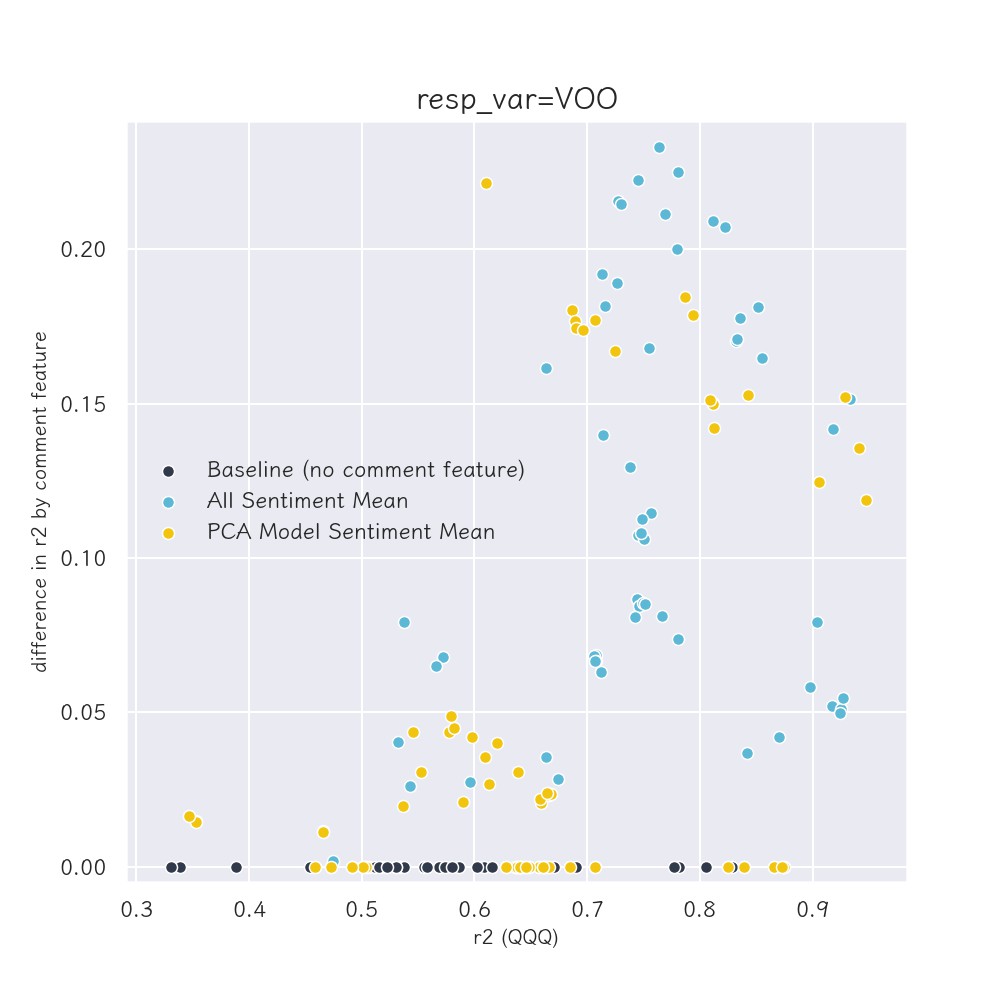 resp_var=VOO
difference in r2 by comment feature
0.20
0.15
0.10
0.05
0.00
Baseline (no comment feature)
All Sentiment Mean
PCA Model Sentiment Mean
0.3 0.4 0.5 0.6 0.7 0.8 0.9
r2 (QQQ)